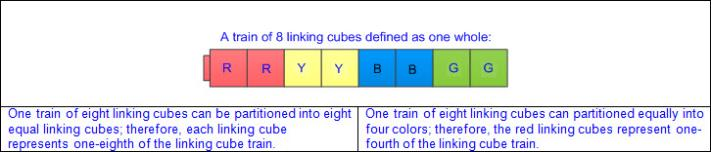 A train of 8 linking cubes defined as one whole:
R R Y Y B B G G
One train of eight linking cubes can be partitioned into eight
equal linking cubes; therefore, each linking cube
represents one-eighth of the linking cube train.
One train of eight linking cubes can partitioned equally into
four colors; therefore, the red linking cubes represent one-
fourth of the linking cube train.